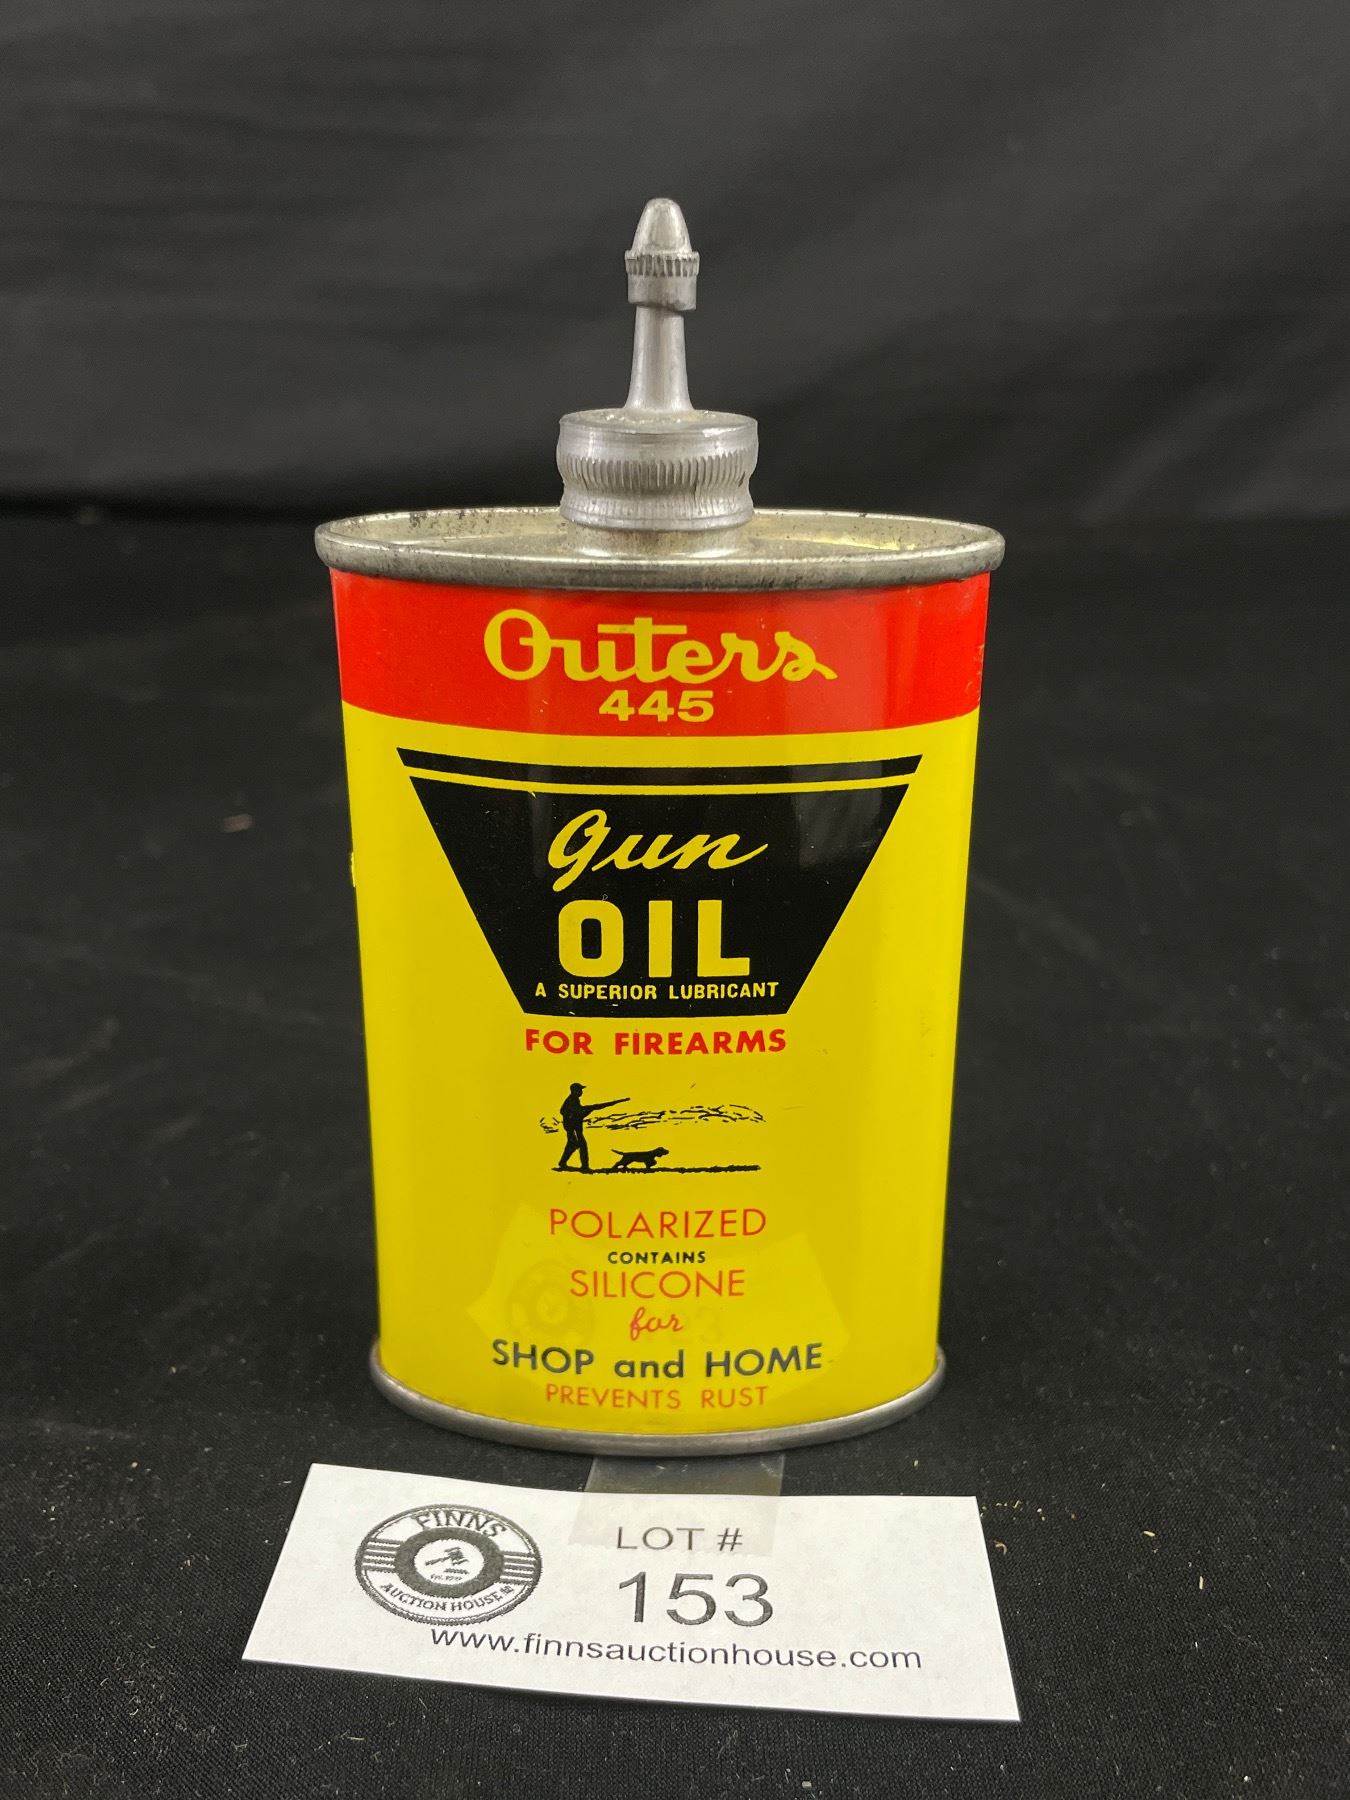 Outers
445
Gun
OIL
A SUPERIOR LUBRICANT
FOR FIREARMS
POLARIZED
CONTAINS
SILICONE
for
SHOP and HOME
PREVENTS RUST
FINNS
AUCTION HOUSE
LOT #
153
www.finnsauctionhouse.com